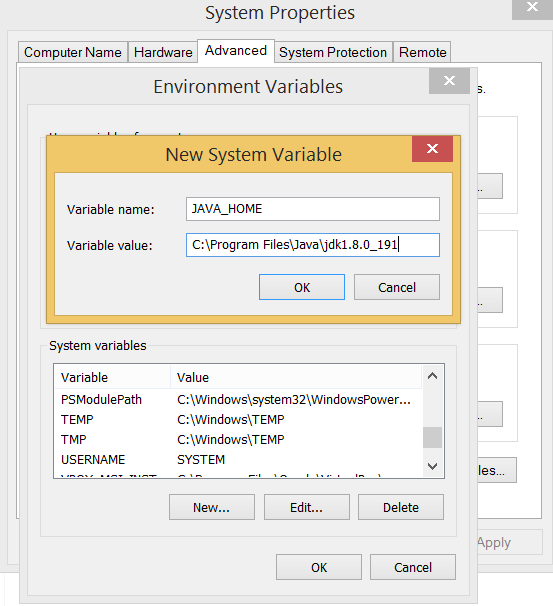 System Properties
Computer Name Hardware Advanced System Protection Remote
s.
Environment Variables
New System Variable
Variable name: JAVA_HOME
Variable value: C:\Program Files\Java\jdk1.8.0_191
OK Cancel
...
...
System variables
Variable Value
PSModulePath C:\Windows\system32\WindowsPower...
TEMP C:\Windows\TEMP
TMP C:\Windows\TEMP
USERNAME SYSTEM
...
les...
New... Edit... Delete
Apply
OK Cancel